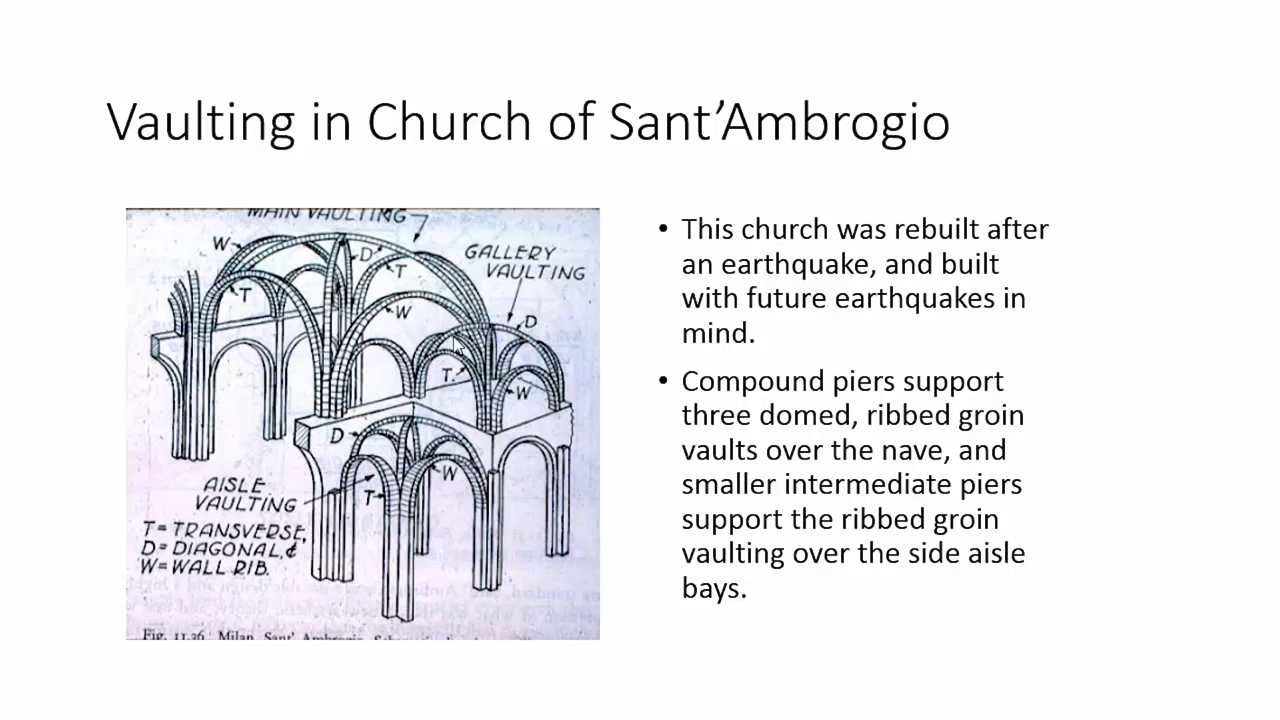 Vaulting in Church of Sant’Ambrogio
MAIN VAULTING
W
D
T
GALLERY
VAULTING
T
W
D
T
W
D
W
AISLE
VAULTING
T
T = TRANSVERSE,
D = DIAGONAL, &
W = WALL RIB.
Fig. 11.26 Milan Sant' Ambrogio
• This church was rebuilt after
an earthquake, and built
with future earthquakes in
mind.
• Compound piers support
three domed, ribbed groin
vaults over the nave, and
smaller intermediate piers
support the ribbed groin
vaulting over the side aisle
bays.